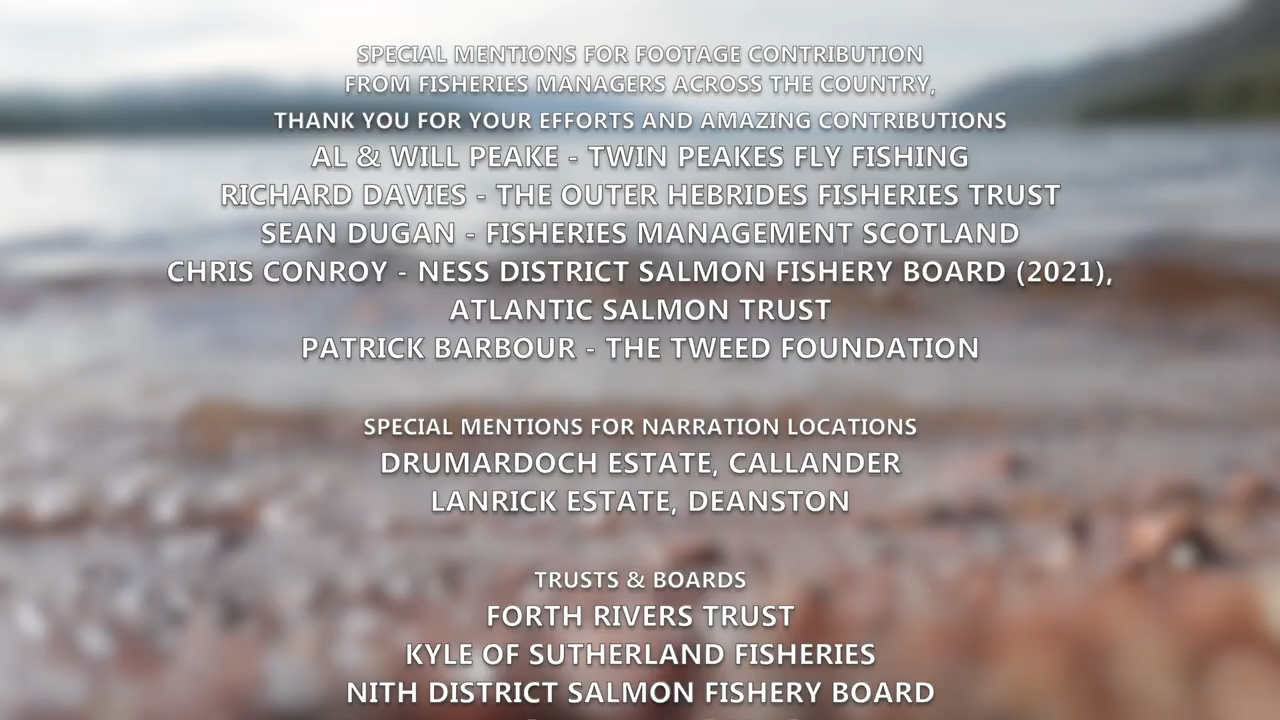 SPECIAL MENTIONS FOR FOOTAGE CONTRIBUTION
FROM FISHERIES MANAGERS ACROSS THE COUNTRY,
THANK YOU FOR YOUR EFFORTS AND AMAZING CONTRIBUTIONS
AL & WILL PEAKE - TWIN PEAKES FLY FISHING
RICHARD DAVIES - THE OUTER HEBRIDES FISHERIES TRUST
SEAN DUGAN - FISHERIES MANAGEMENT SCOTLAND
CHRIS CONROY - NESS DISTRICT SALMON FISHERY BOARD (2021),
ATLANTIC SALMON TRUST
PATRICK BARBOUR - THE TWEED FOUNDATION
SPECIAL MENTIONS FOR NARRATION LOCATIONS
DRUMARDOCH ESTATE, CALLANDER
LANRICK ESTATE, DEANSTON
TRUSTS & BOARDS
FORTH RIVERS TRUST
KYLE OF SUTHERLAND FISHERIES
NITH DISTRICT SALMON FISHERY BOARD